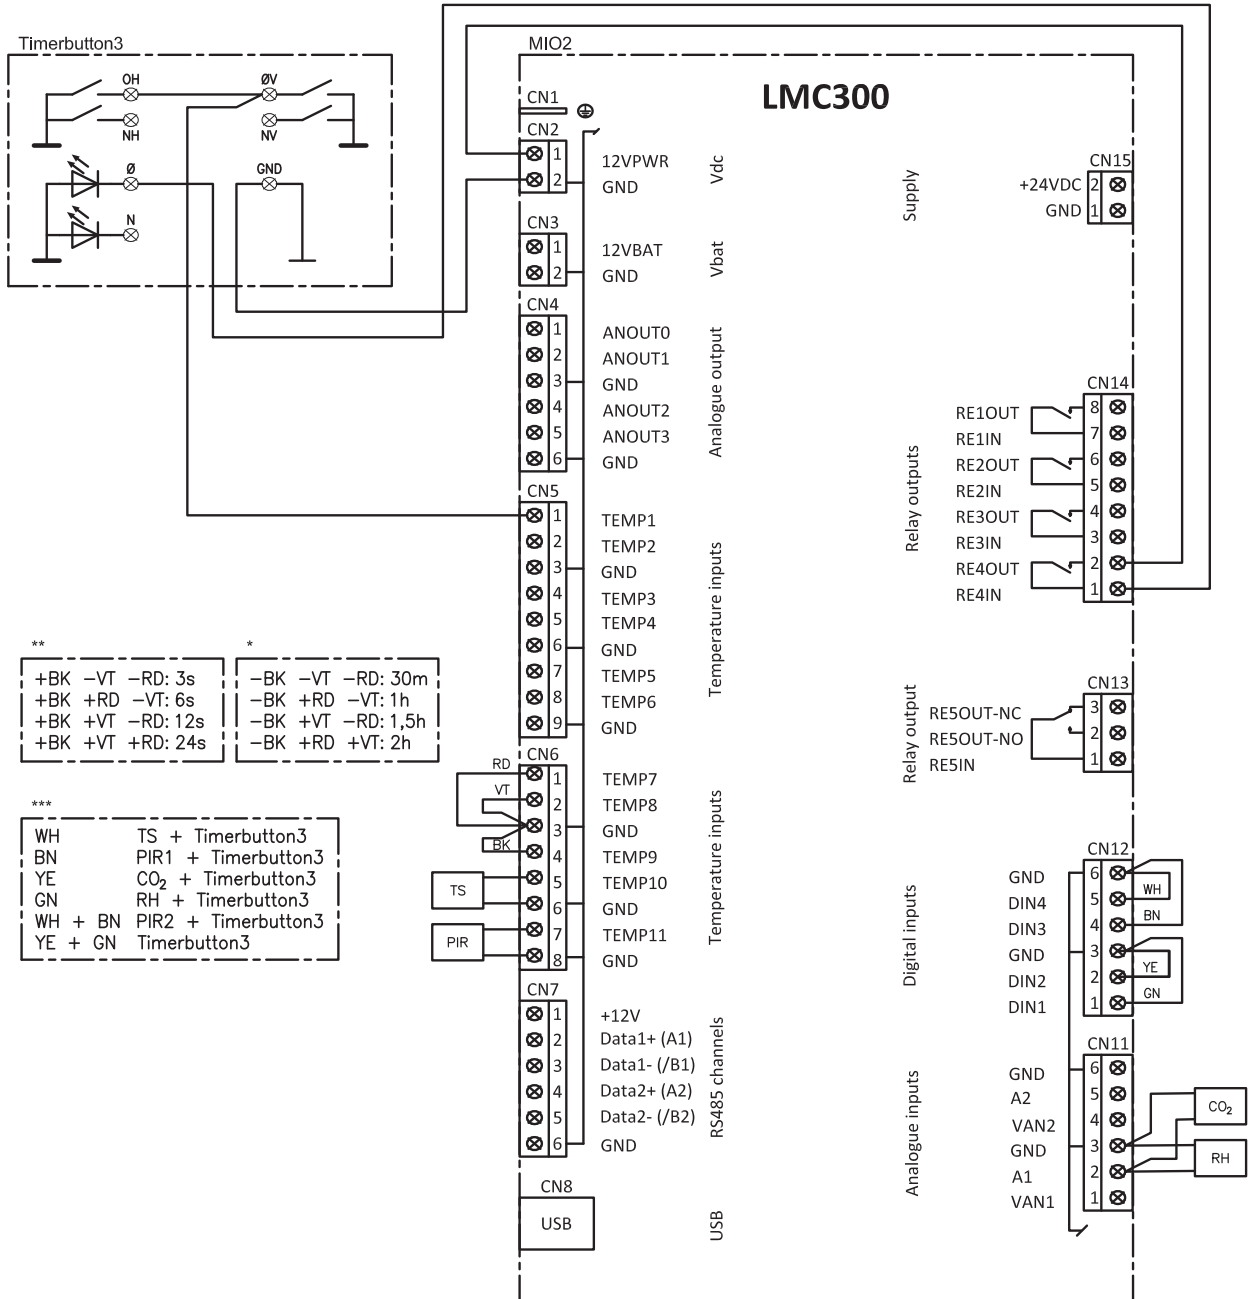 Timerbutton3
OH
ØV
NH
NV
Ø
GND
N
MIO2
LMC300
CN1
CN2
1 12VPWR
2 GND
Vdc
CN3
1 12VBAT
2 GND
Vbat
CN4
1 ANOUT0
2 ANOUT1
3 GND
4 ANOUT2
5 ANOUT3
6 GND
Analogue output
CN5
1 TEMP1
2 TEMP2
3 GND
4 TEMP3
5 TEMP4
6 GND
7 TEMP5
8 TEMP6
9 GND
Temperature inputs
CN6
RD 1 TEMP7
VT 2 TEMP8
3 GND
BK 4 TEMP9
TS 5 TEMP10
6 GND
PIR 7 TEMP11
8 GND
Temperature inputs
CN7
1 +12V
2 Data1+ (A1)
3 Data1- (/B1)
4 Data2+ (A2)
5 Data2- (/B2)
6 GND
RS485 channels
CN8
USB
USB
**
+BK -VT -RD: 3s
+BK +RD -VT: 6s
+BK +VT -RD: 12s
+BK +VT +RD: 24s
*
-BK -VT -RD: 30m
-BK +RD -VT: 1h
-BK +VT -RD: 1,5h
-BK +RD +VT: 2h
***
WH TS + Timerbutton3
BN PIR1 + Timerbutton3
YE CO₂ + Timerbutton3
GN RH + Timerbutton3
WH + BN PIR2 + Timerbutton3
YE + GN Timerbutton3
CN15
Supply
+24VDC 2
GND 1
CN14
Relay outputs
RE1OUT 8
RE1IN 7
RE2OUT 6
RE2IN 5
RE3OUT 4
RE3IN 3
RE4OUT 2
RE4IN 1
CN13
Relay output
RE5OUT-NC 3
RE5OUT-NO 2
RE5IN 1
CN12
Digital inputs
GND 6
DIN4 5 WH
DIN3 4 BN
GND 3
DIN2 2 YE
DIN1 1 GN
CN11
Analogue inputs
GND 6
A2 5
VAN2 4
GND 3
A1 2
VAN1 1
CO₂
RH